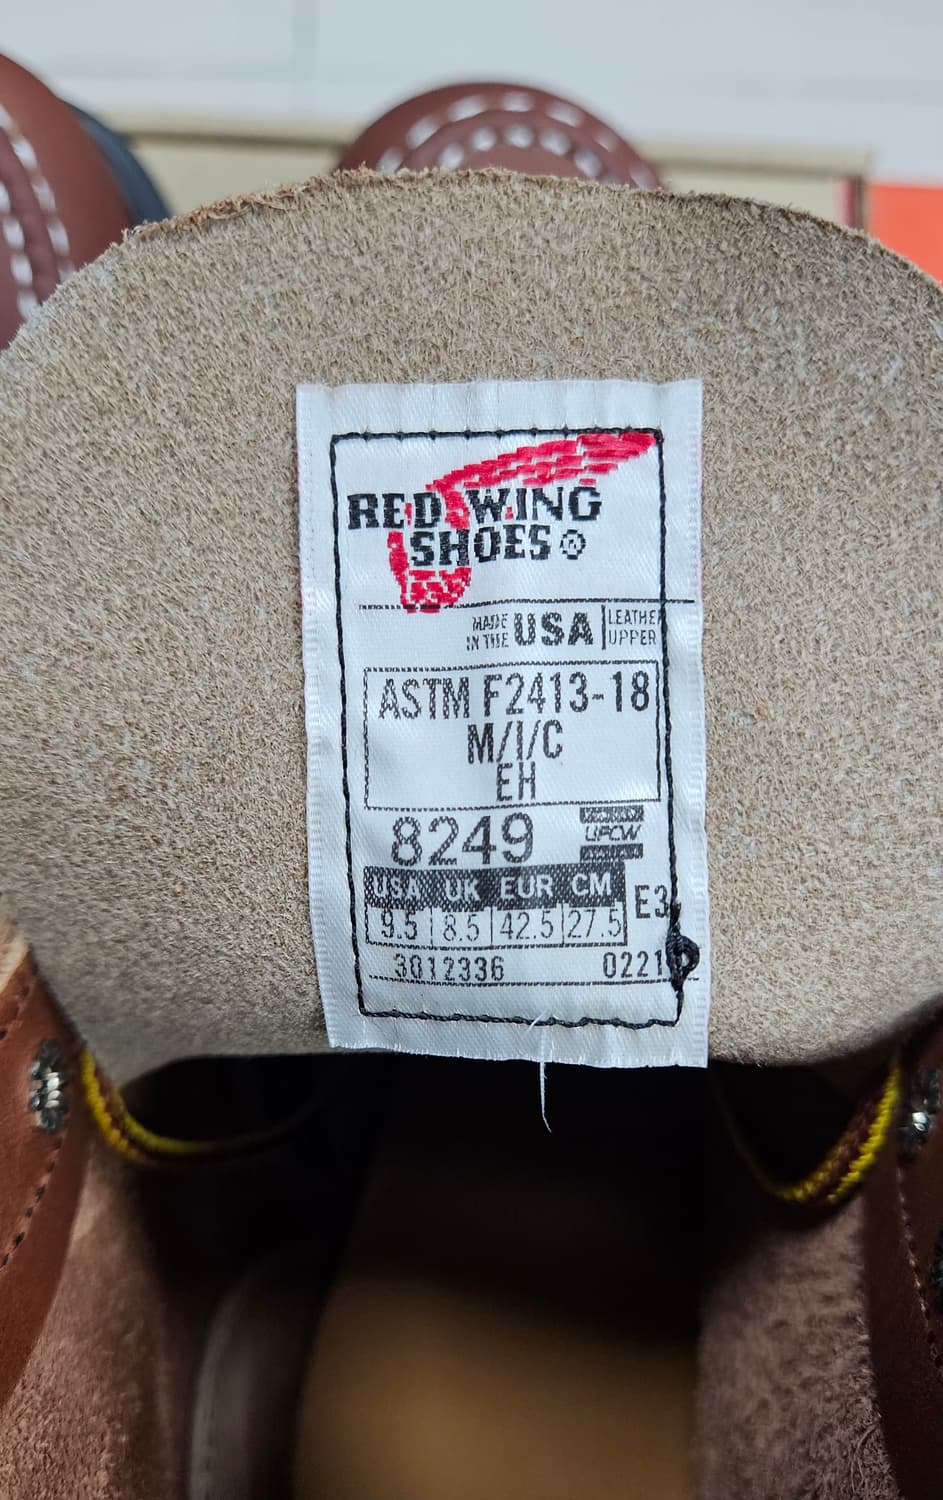 RED WING
SHOES ®
MADE IN THE USA LEATHER UPPER
ASTM F2413-18
M/I/C
EH
8249 UPCW
USA UK EUR CM
9.5 8.5 42.5 27.5 E3
3012336 0221